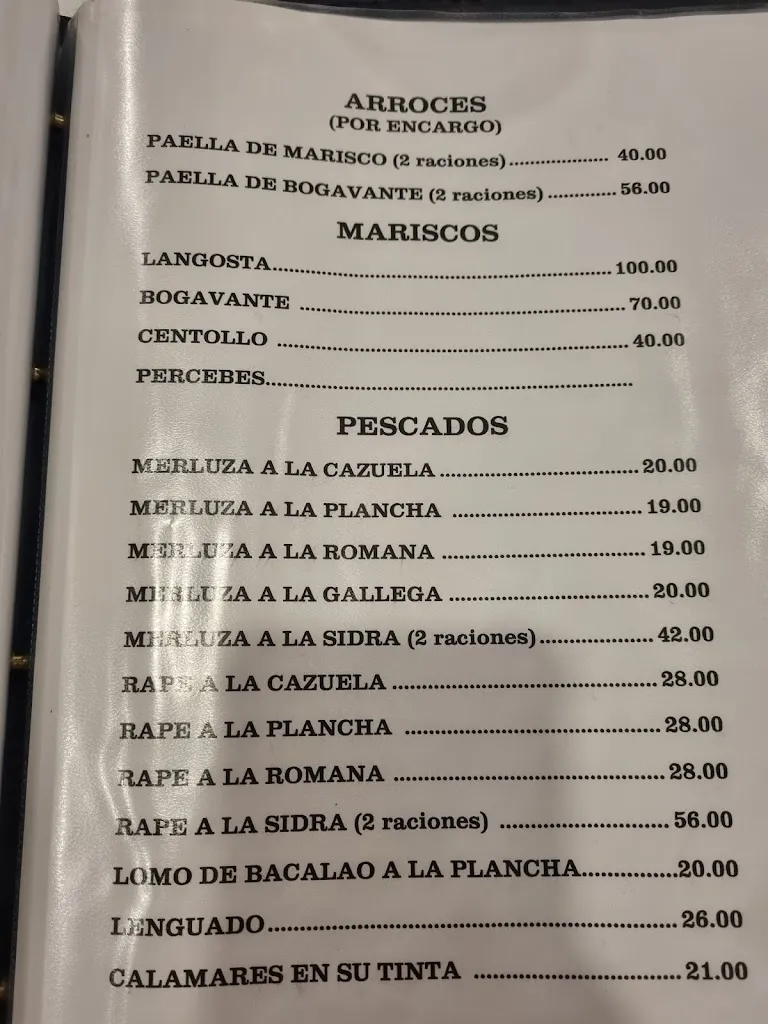 ARROCES
(POR ENCARGO)
PAELLA DE MARISCO (2 raciones).................. 40.00
PAELLA DE BOGAVANTE (2 raciones) ............. 56.00
MARISCOS
LANGOSTA.................................................... 100.00
BOGAVANTE .................................................. 70.00
CENTOLLO ...................................................... 40.00
PERCEBES.......................................................
PESCADOS
MERLUZA A LA CAZUELA .............................. 20.00
MERLUZA A LA PLANCHA ............................. 19.00
MERLUZA A LA ROMANA ............................... 19.00
MERLUZA A LA GALLEGA .............................. 20.00
MERLUZA A LA SIDRA (2 raciones)................. 42.00
RAPE A LA CAZUELA ....................................... 28.00
RAPE A LA PLANCHA ...................................... 28.00
RAPE A LA ROMANA ........................................ 28.00
RAPE A LA SIDRA (2 raciones) ......................... 56.00
LOMO DE BACALAO A LA PLANCHA..............20.00
LENGUADO............................................................ 26.00
CALAMARES EN SU TINTA .............................. 21.00